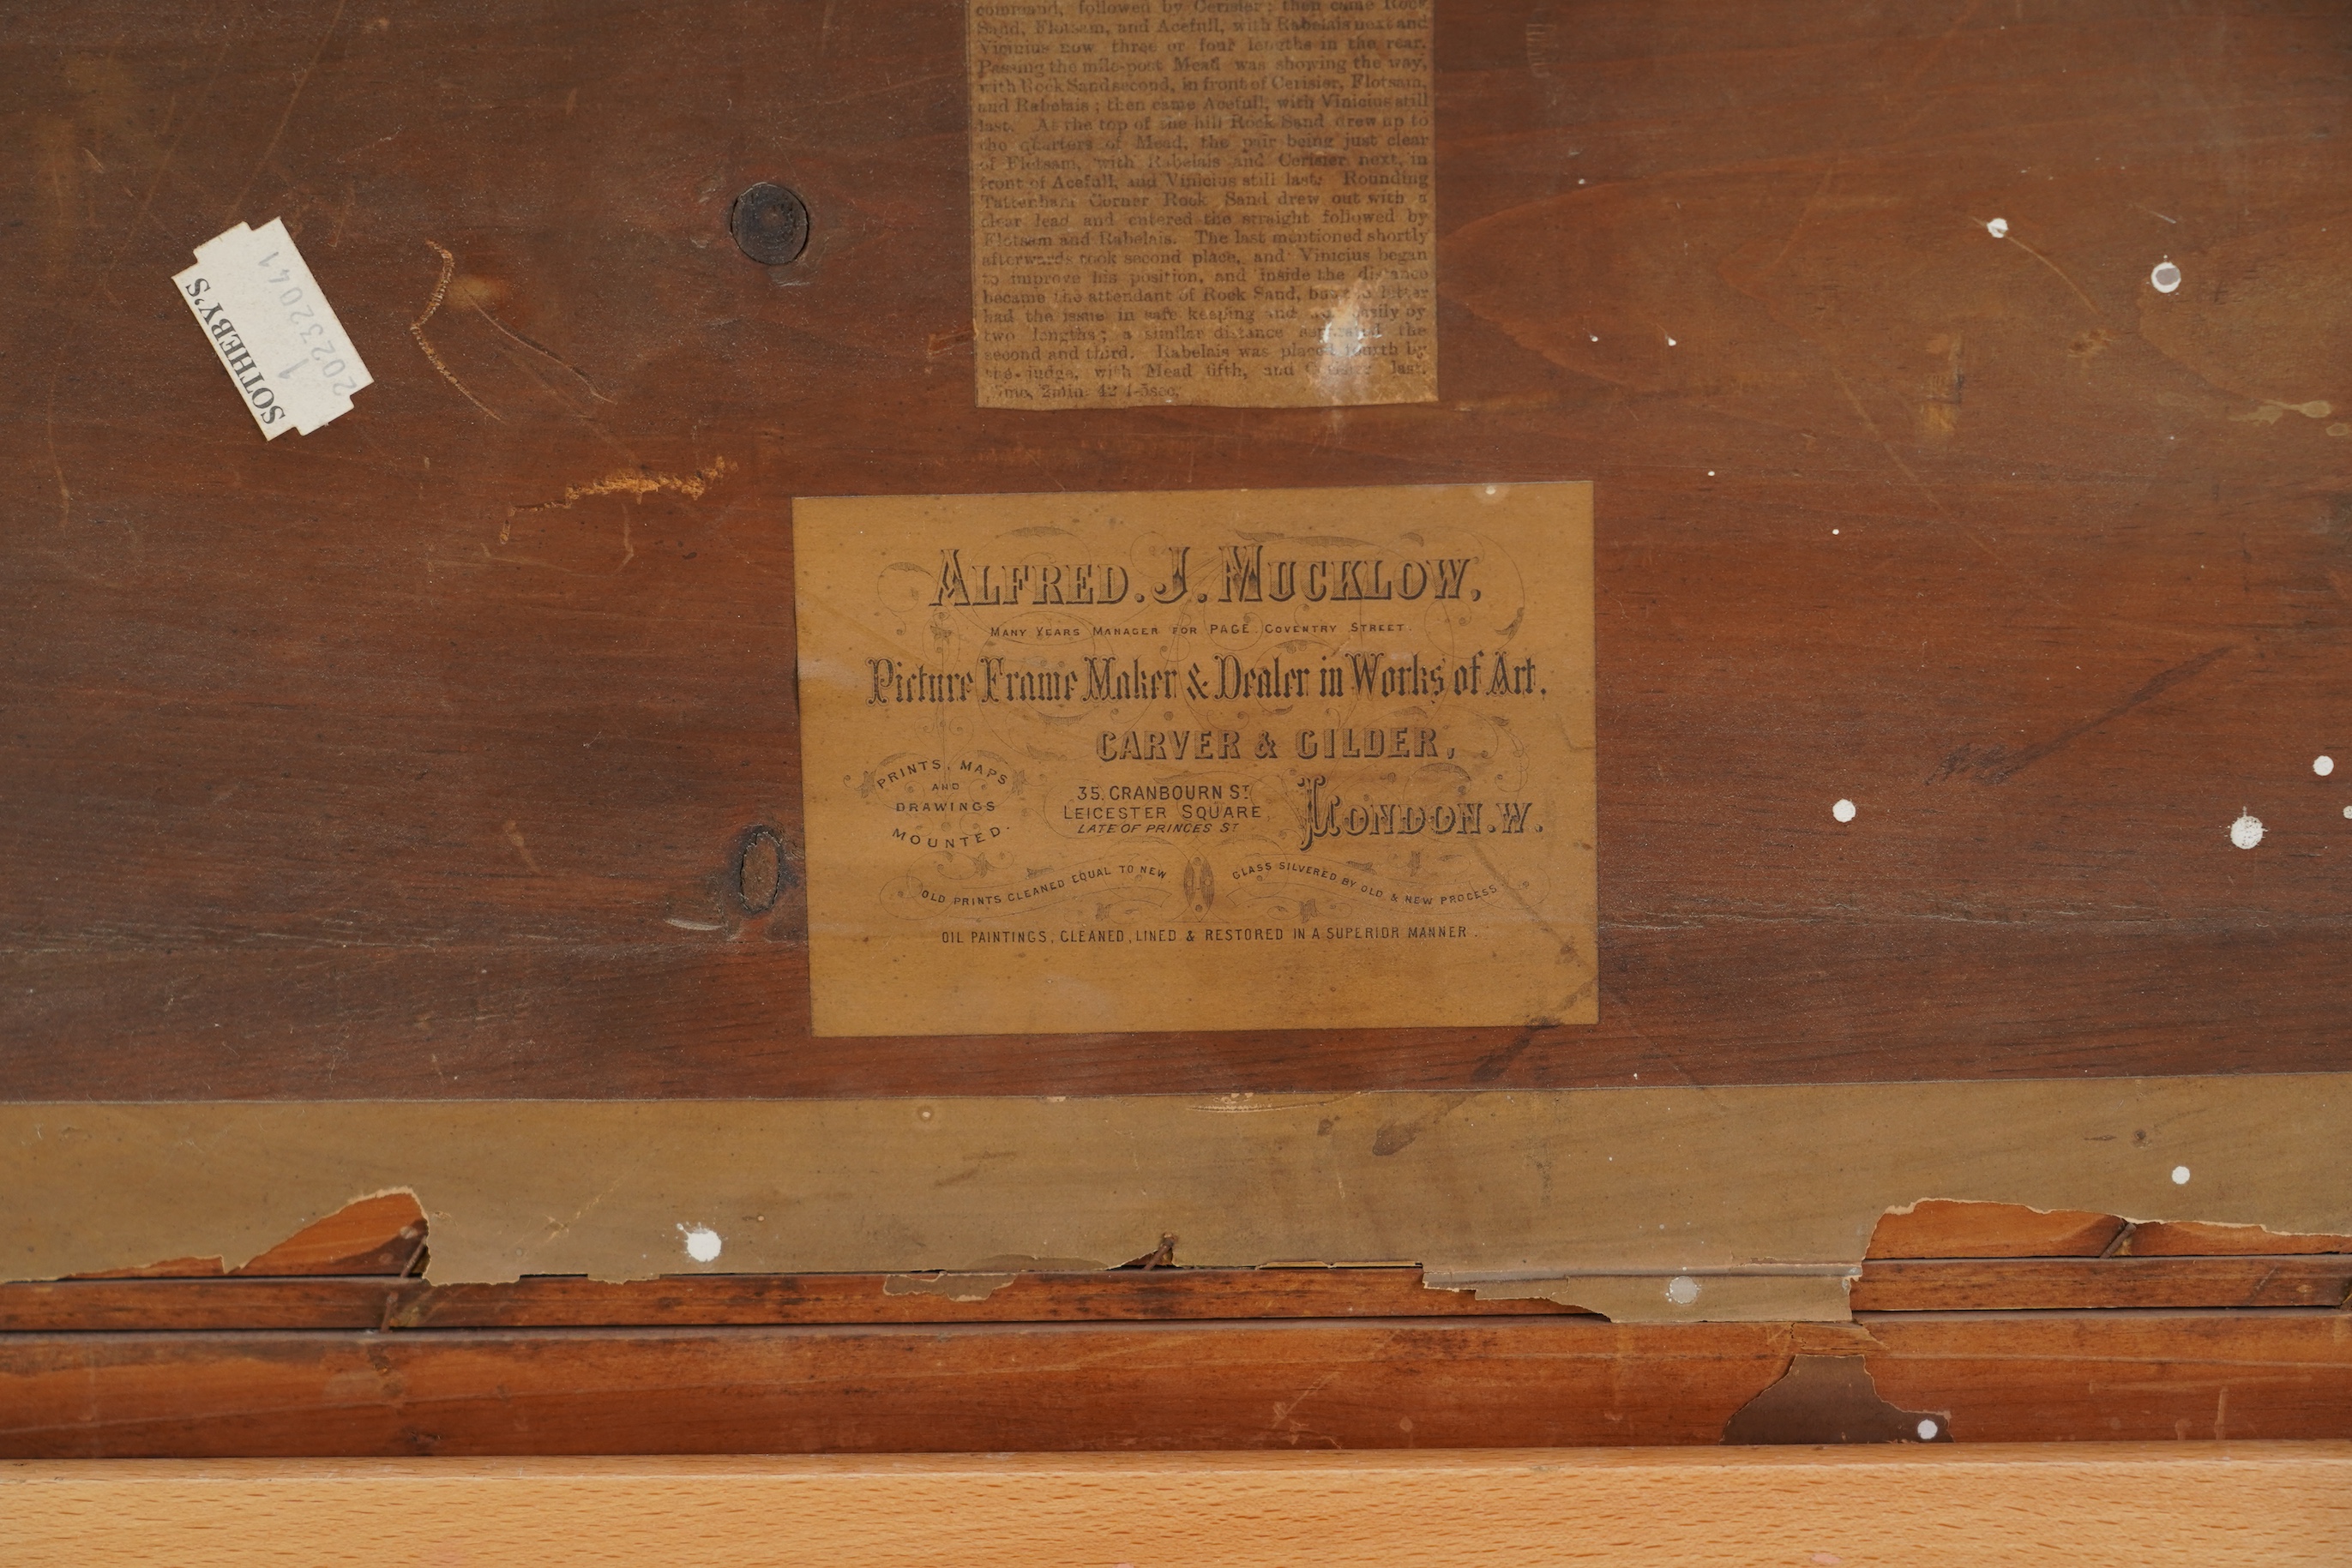 command, followed by Cerisier; then came Rock
Sand, Flotsam, and Acefull, with Rabelais next and
Vicinius now three or four lengths in the rear.
Passing the mile-post Mead was showing the way,
with Rock Sand second, in front of Cerisier, Flotsam,
and Rabelais; then came Acefull, with Vinicius still
last. At the top of the hill Rock Sand drew up to
the quarters of Mead, the pair being just clear
of Flotsam, with Rabelais and Cerisier next, in
front of Acefull, and Vinicius still last. Rounding
Tattenham Corner Rock Sand drew out with a
clear lead and entered the straight followed by
Flotsam and Rabelais. The last mentioned shortly
afterwards took second place, and Vinicius began
to improve his position, and inside the distance
became the attendant of Rock Sand, but latter
had the issue in safe keeping and easily by
two lengths; a similar distance the
second and third. Rabelais was placed fourth by
the judge, with Mead fifth, and last.
2min. 42 1-5sec.
SOTHEBY'S
1
2023204 1
ALFRED. J. MUCKLOW,
MANY YEARS MANAGER FOR PAGE. COVENTRY STREET.
Picture Frame Maker & Dealer in Works of Art.
CARVER & GILDER,
PRINTS, MAPS
AND
DRAWINGS
MOUNTED.
35, CRANBOURN ST.
LEICESTER SQUARE,
LATE OF PRINCES ST
LONDON. W.
OLD PRINTS CLEANED EQUAL TO NEW
GLASS SILVERED BY OLD & NEW PROCESS
OIL PAINTINGS, CLEANED, LINED & RESTORED IN A SUPERIOR MANNER.